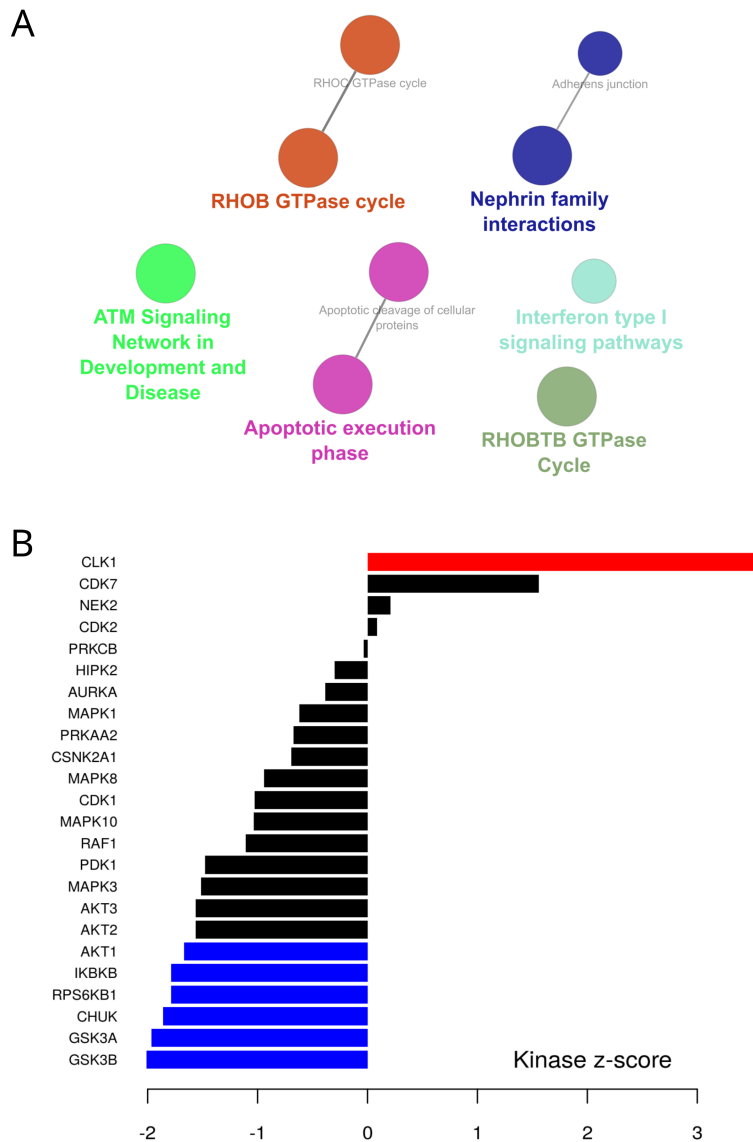 A
RHOC GTPase cycle
Adherens junction
RHOB GTPase cycle
Nephrin family
interactions
ATM Signaling
Network in
Development and
Disease
Apoptotic cleavage of cellular
proteins
Interferon type I
signaling pathways
Apoptotic execution
phase
RHOBTB GTPase
Cycle
B
CLK1
CDK7
NEK2
CDK2
PRKCB
HIPK2
AURKA
MAPK1
PRKAA2
CSNK2A1
MAPK8
CDK1
MAPK10
RAF1
PDK1
MAPK3
AKT3
AKT2
AKT1
IKBKB
RPS6KB1
CHUK
GSK3A
GSK3B
Kinase z-score
-2 -1 0 1 2 3